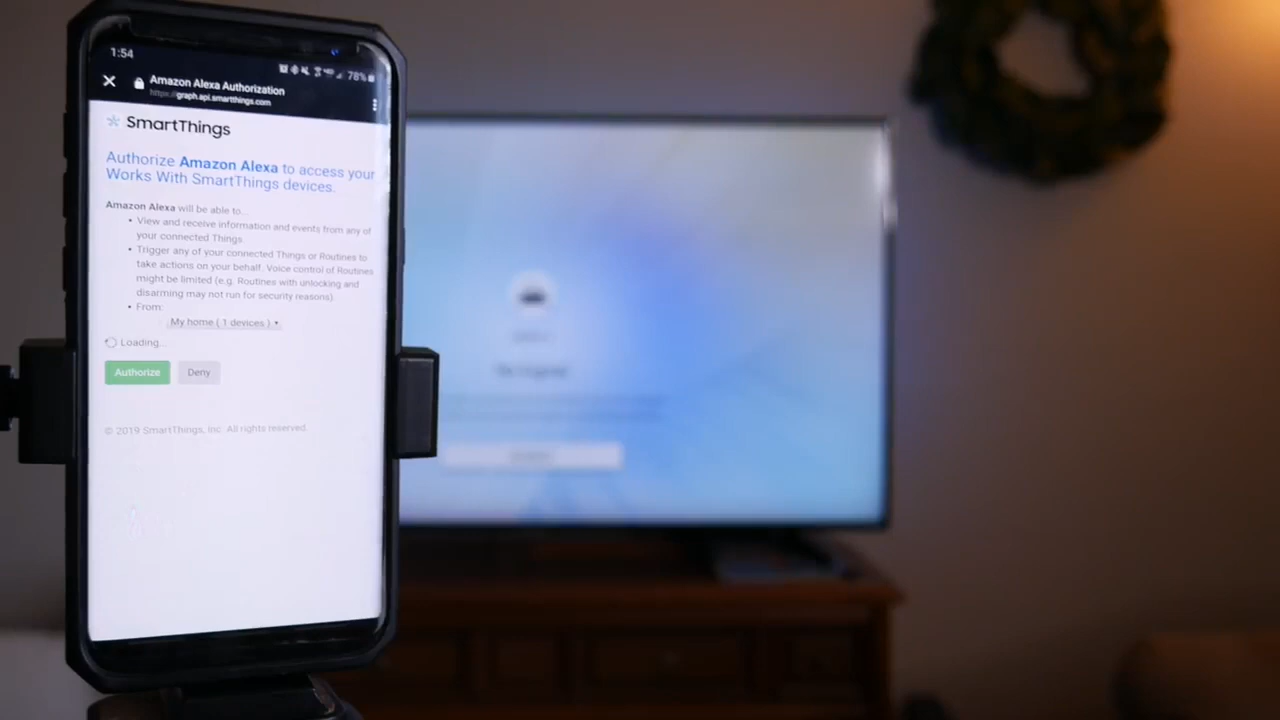 1:54
78%
Amazon Alexa Authorization
https://graph.api.smartthings.com
SmartThings
Authorize Amazon Alexa to access your
Works With SmartThings devices.
Amazon Alexa will be able to...
• View and receive information and events from any of
your connected Things.
• Trigger any of your connected Things or Routines to
take actions on your behalf. Voice control of Routines
might be limited (e.g. Routines with unlocking and
disarming may not run for security reasons).
• From:
My home ( 1 devices )
Loading...
Authorize Deny
© 2019 SmartThings, Inc. All rights reserved.